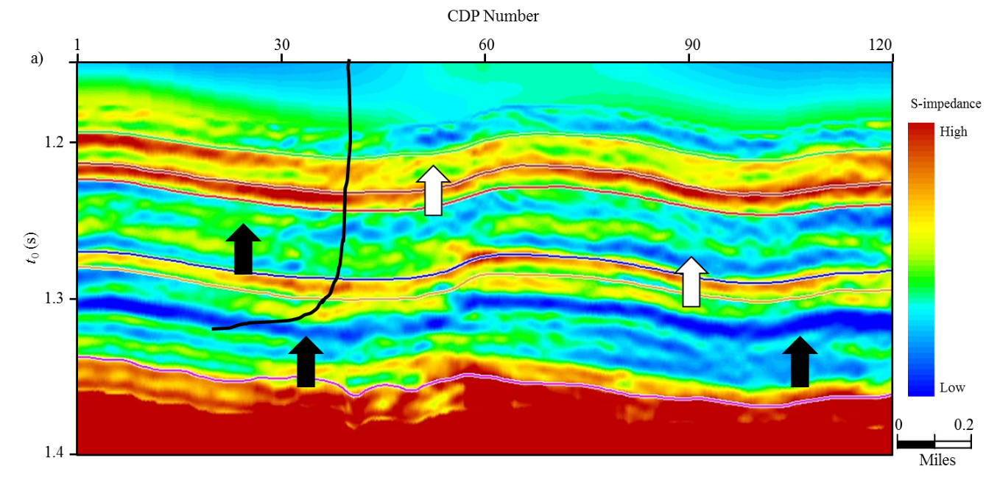 CDP Number
1 30 60 90 120
a)
S-impedance
High
1.2
t0 (s)
1.3
Low
0 0.2
1.4
Miles